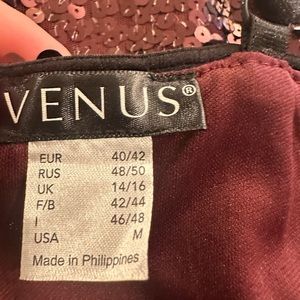 VENUS®
EUR 40/42
RUS 48/50
UK 14/16
F/B 42/44
I 46/48
USA M
Made in Philippines